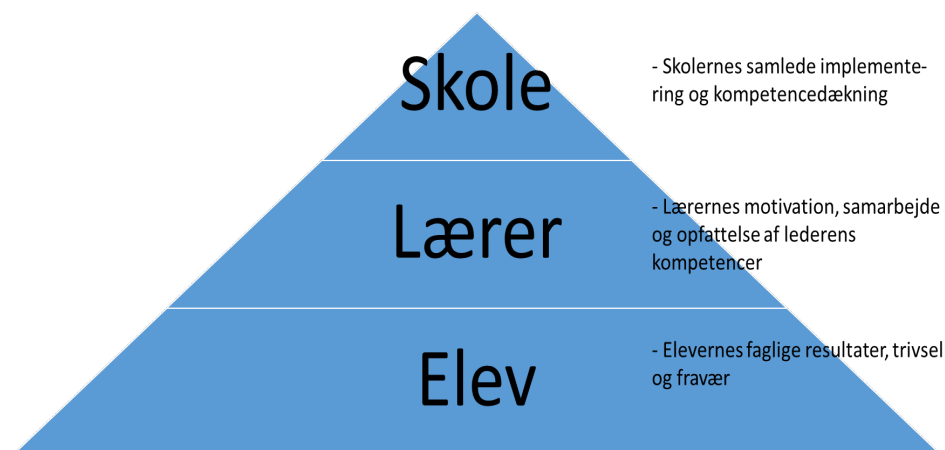 Skole
- Skolernes samlede implemente-
ring og kompetencedækning
Lærer
- Lærernes motivation, samarbejde
og opfattelse af lederens
kompetencer
Elev
- Elevernes faglige resultater, trivsel
og fravær